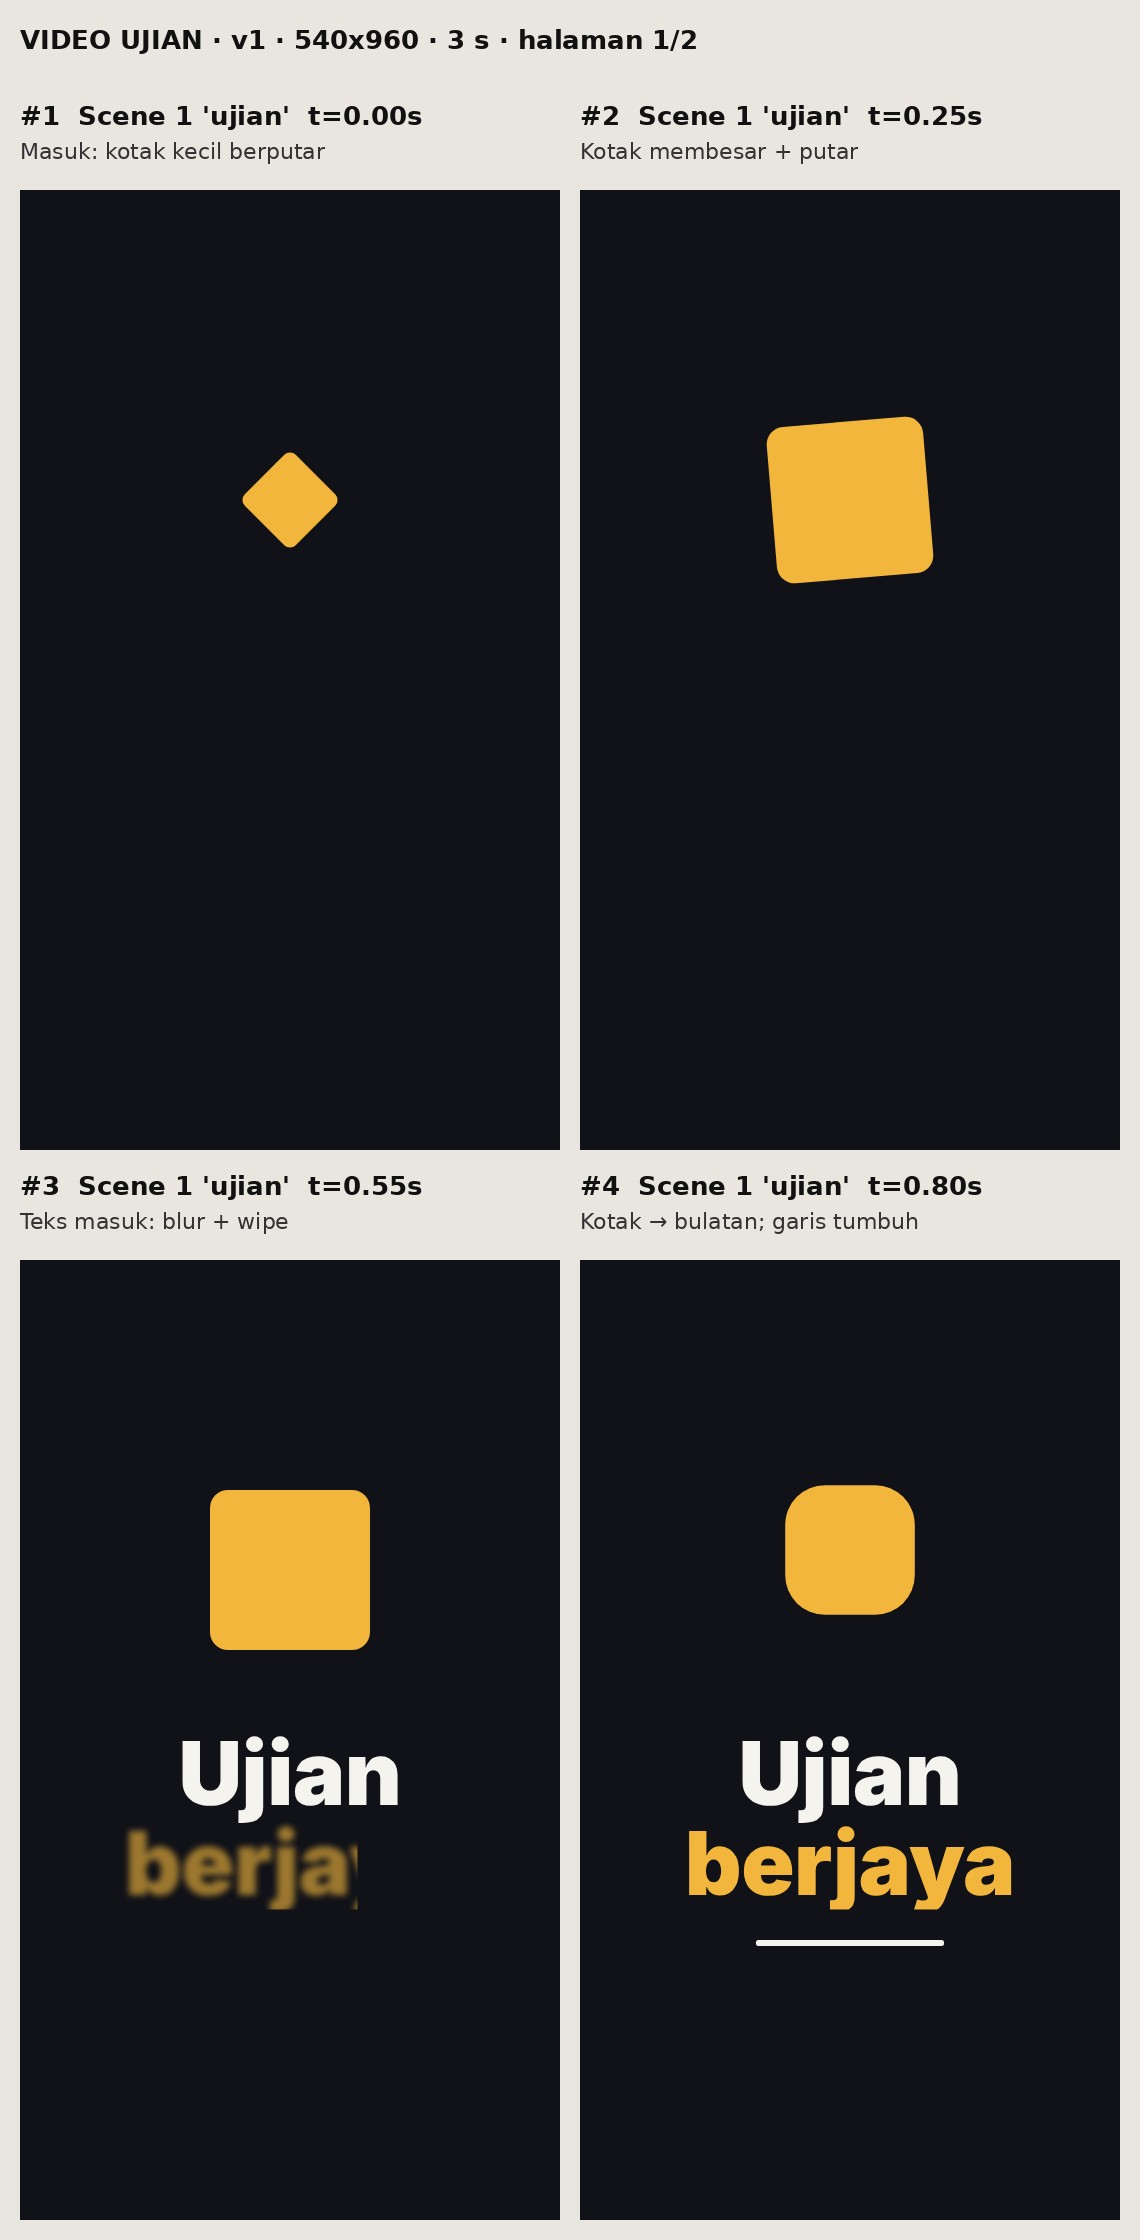 VIDEO UJIAN · v1 · 540x960 · 3 s · halaman 1/2
#1 Scene 1 'ujian' t=0.00s
Masuk: kotak kecil berputar
#2 Scene 1 'ujian' t=0.25s
Kotak membesar + putar
#3 Scene 1 'ujian' t=0.55s
Teks masuk: blur + wipe
Ujian
berjay
#4 Scene 1 'ujian' t=0.80s
Kotak → bulatan; garis tumbuh
Ujian
berjaya